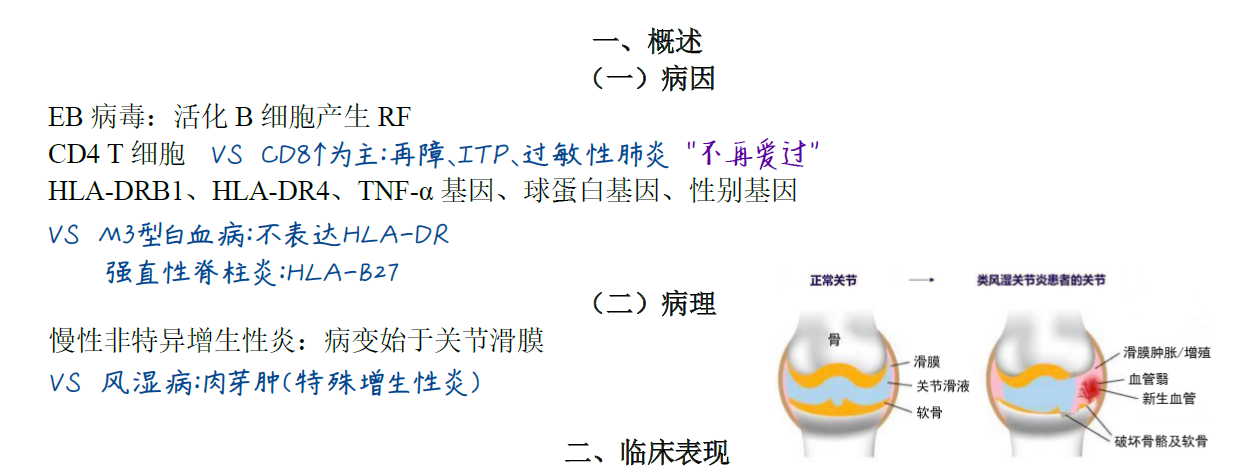 一、概述
（一）病因
EB 病毒：活化 B 细胞产生 RF
CD4 T 细胞 VS CD8↑为主:再障、ITP、过敏性肺炎 "不再爱过"
HLA-DRB1、HLA-DR4、TNF-α 基因、球蛋白基因、性别基因
VS M3型白血病:不表达HLA-DR
强直性脊柱炎:HLA-B27
（二）病理
慢性非特异增生性炎：病变始于关节滑膜
VS 风湿病:肉芽肿(特殊增生性炎)
正常关节 → 类风湿关节炎患者的关节
骨
滑膜
关节滑液
软骨
滑膜肿胀/增殖
血管翳
新生血管
破坏骨骼及软骨
二、临床表现